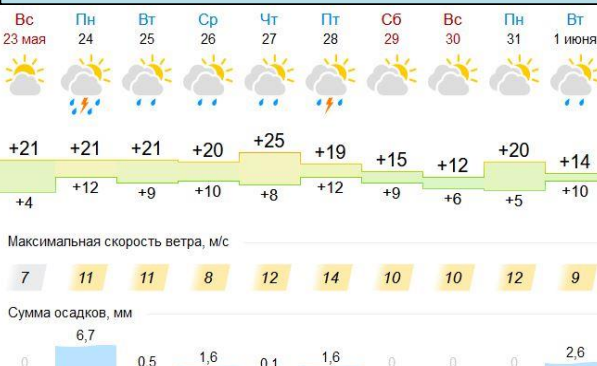 Вс Пн Вт Ср Чт Пт Сб Вс Пн Вт
23 мая 24 25 26 27 28 29 30 31 1 июня
+21 +21 +21 +20 +25 +19 +15 +12 +20 +14
+4 +12 +9 +10 +8 +12 +9 +6 +5 +10
Максимальная скорость ветра, м/с
7 11 11 8 12 14 10 10 12 9
Сумма осадков, мм
0 6,7 0,5 1,6 0,1 1,6 0 0 0 2,6